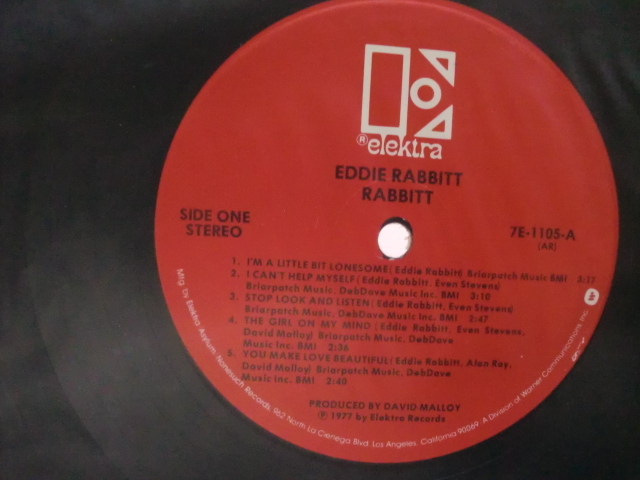 ® elektra
EDDIE RABBITT
RABBITT
SIDE ONE
STEREO
7E-1105-A
(AR)
1. I'M A LITTLE BIT LONESOME( Eddie Rabbitt) Briarpatch Music BMI 3:17
2. I CAN'T HELP MYSELF( Eddie Rabbitt, Even Stevens)
Briarpatch Music, DebDave Music Inc. BMI 3:10
3. STOP LOOK AND LISTEN( Eddie Rabbitt, Even Stevens)
Briarpatch Music, DebDave Music Inc. BMI 2:47
4. THE GIRL ON MY MIND ( Eddie Rabbitt, Even Stevens,
David Malloy) Briarpatch Music, DebDave
Music Inc. BMI 2:36
5. YOU MAKE LOVE BEAUTIFUL( Eddie Rabbitt, Alan Ray,
David Malloy) Briarpatch Music, DebDave
Music Inc. BMI 2:40
PRODUCED BY DAVID MALLOY
℗ 1977 by Elektra Records
Mfg. by Elektra/Asylum/Nonesuch Records, 962 North La Cienega Blvd. Los Angeles, California 90069. A Division of Warner Communications Inc.